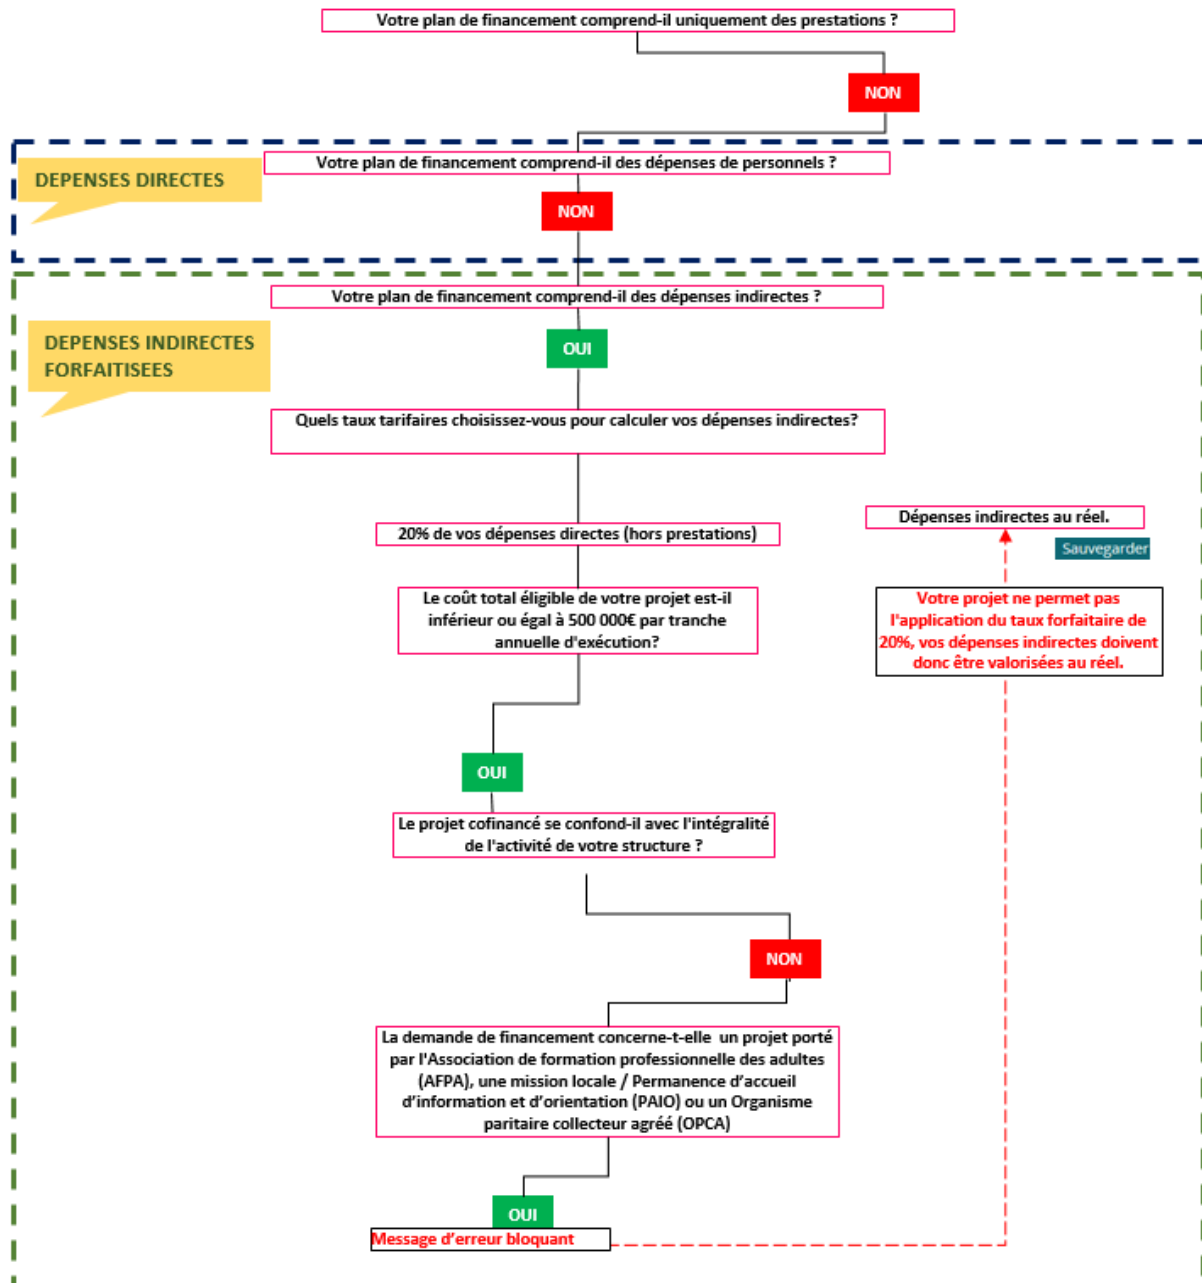 Votre plan de financement comprend-il uniquement des prestations ?
NON
Votre plan de financement comprend-il des dépenses de personnels ?
DEPENSES DIRECTES
NON
Votre plan de financement comprend-il des dépenses indirectes ?
DEPENSES INDIRECTES
FORFAITISEES
OUI
Quels taux tarifaires choisissez-vous pour calculer vos dépenses indirectes?
20% de vos dépenses directes (hors prestations)
Dépenses indirectes au réel.
Sauvegarder
Le coût total éligible de votre projet est-il
inférieur ou égal à 500 000€ par tranche
annuelle d'exécution?
Votre projet ne permet pas
l'application du taux forfaitaire de
20%, vos dépenses indirectes doivent
donc être valorisées au réel.
OUI
Le projet cofinancé se confond-il avec l'intégralité
de l'activité de votre structure ?
NON
La demande de financement concerne-t-elle un projet porté
par l'Association de formation professionnelle des adultes
(AFPA), une mission locale / Permanence d’accueil
d’information et d’orientation (PAIO) ou un Organisme
paritaire collecteur agréé (OPCA)
OUI
Message d’erreur bloquant